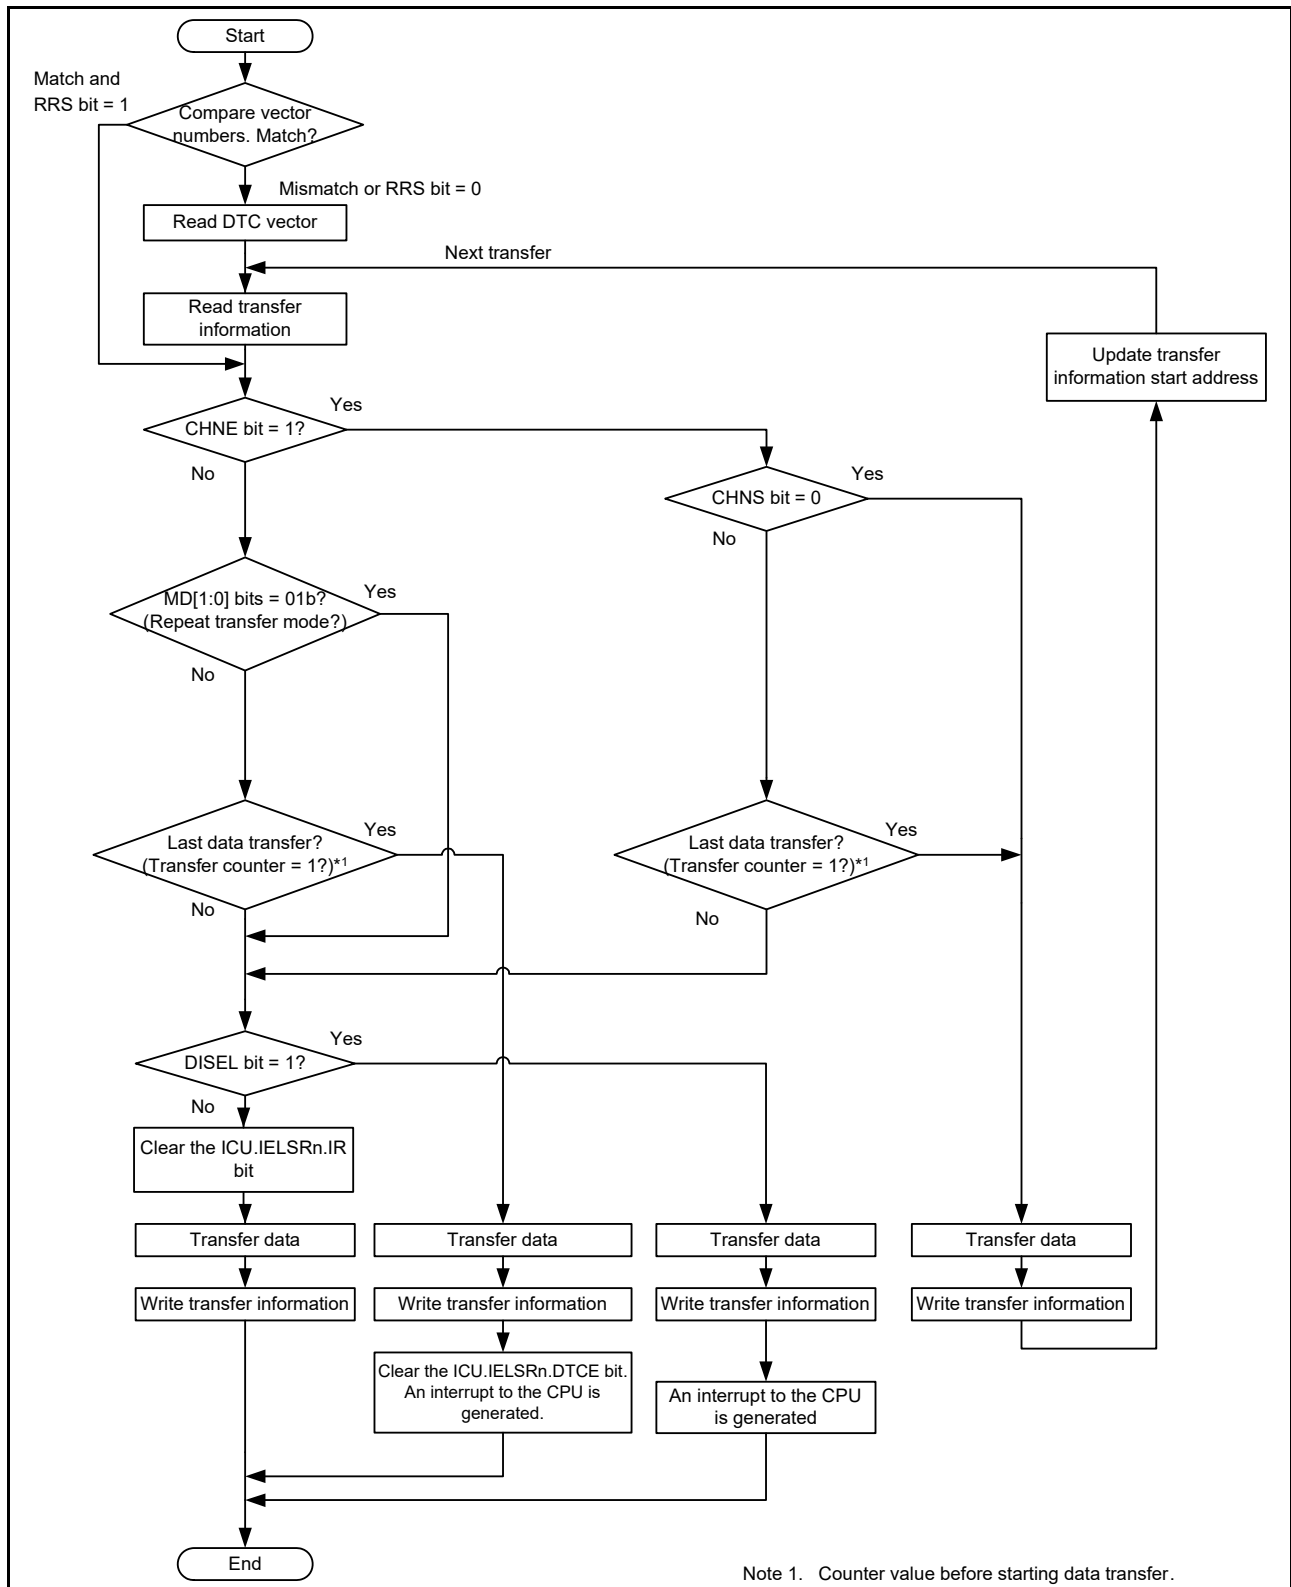 Start
Match and
RRS bit = 1
Compare vector
numbers. Match?
Mismatch or RRS bit = 0
Read DTC vector
Next transfer
Read transfer
information
Update transfer
information start address
Yes
CHNE bit = 1?
No
Yes
CHNS bit = 0
No
MD[1:0] bits = 01b?
(Repeat transfer mode?)
Yes
No
Last data transfer?
(Transfer counter = 1?)*1
Yes
No
Last data transfer?
(Transfer counter = 1?)*1
Yes
No
DISEL bit = 1?
Yes
No
Clear the ICU.IELSRn.IR
bit
Transfer data
Transfer data
Transfer data
Transfer data
Write transfer information
Write transfer information
Write transfer information
Write transfer information
Clear the ICU.IELSRn.DTCE bit.
An interrupt to the CPU is
generated.
An interrupt to the CPU
is generated
End
Note 1. Counter value before starting data transfer.